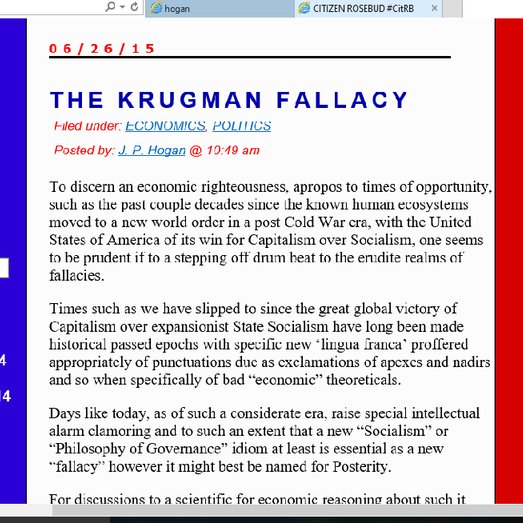 hogan
CITIZEN ROSEBUD #CitRB
06/26/15
THE KRUGMAN FALLACY
Filed under: ECONOMICS, POLITICS
Posted by: J. P. Hogan @ 10:49 am
To discern an economic righteousness, apropos to times of opportunity,
such as the past couple decades since the known human ecosystems
moved to a new world order in a post Cold War era, with the United
States of America of its win for Capitalism over Socialism, one seems
to be prudent if to a stepping off drum beat to the erudite realms of
fallacies.
Times such as we have slipped to since the great global victory of
Capitalism over expansionist State Socialism have long been made
historical passed epochs with specific new ‘lingua franca’ proffered
appropriately of punctuations due as exclamations of apexes and nadirs
and so when specifically of bad “economic” theoreticals.
Days like today, as of such a considerate era, raise special intellectual
alarm clamoring and to such an extent that a new “Socialism” or
“Philosophy of Governance” idiom at least is essential as a new
“fallacy” however it might best be named for Posterity.
For discussions to a scientific for economic reasoning about such it
4
14